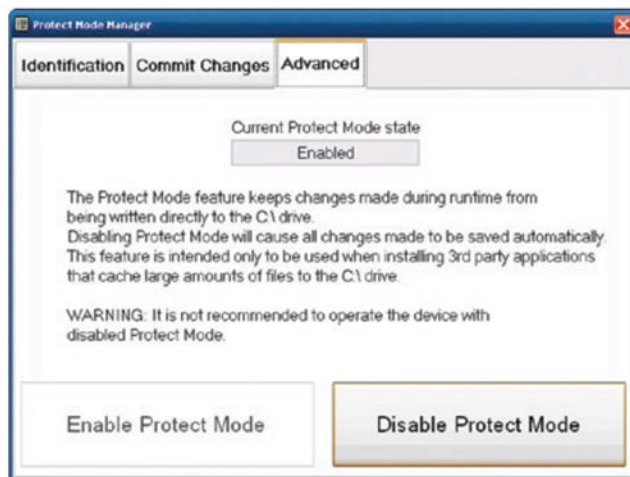 Protect Mode Manager
Identification Commit Changes Advanced
Current Protect Mode state
Enabled
The Protect Mode feature keeps changes made during runtime from
being written directly to the C:\ drive.
Disabling Protect Mode will cause all changes made to be saved automatically.
This feature is intended only to be used when installing 3rd party applications
that cache large amounts of files to the C:\ drive.
WARNING: It is not recommended to operate the device with
disabled Protect Mode.
Enable Protect Mode Disable Protect Mode